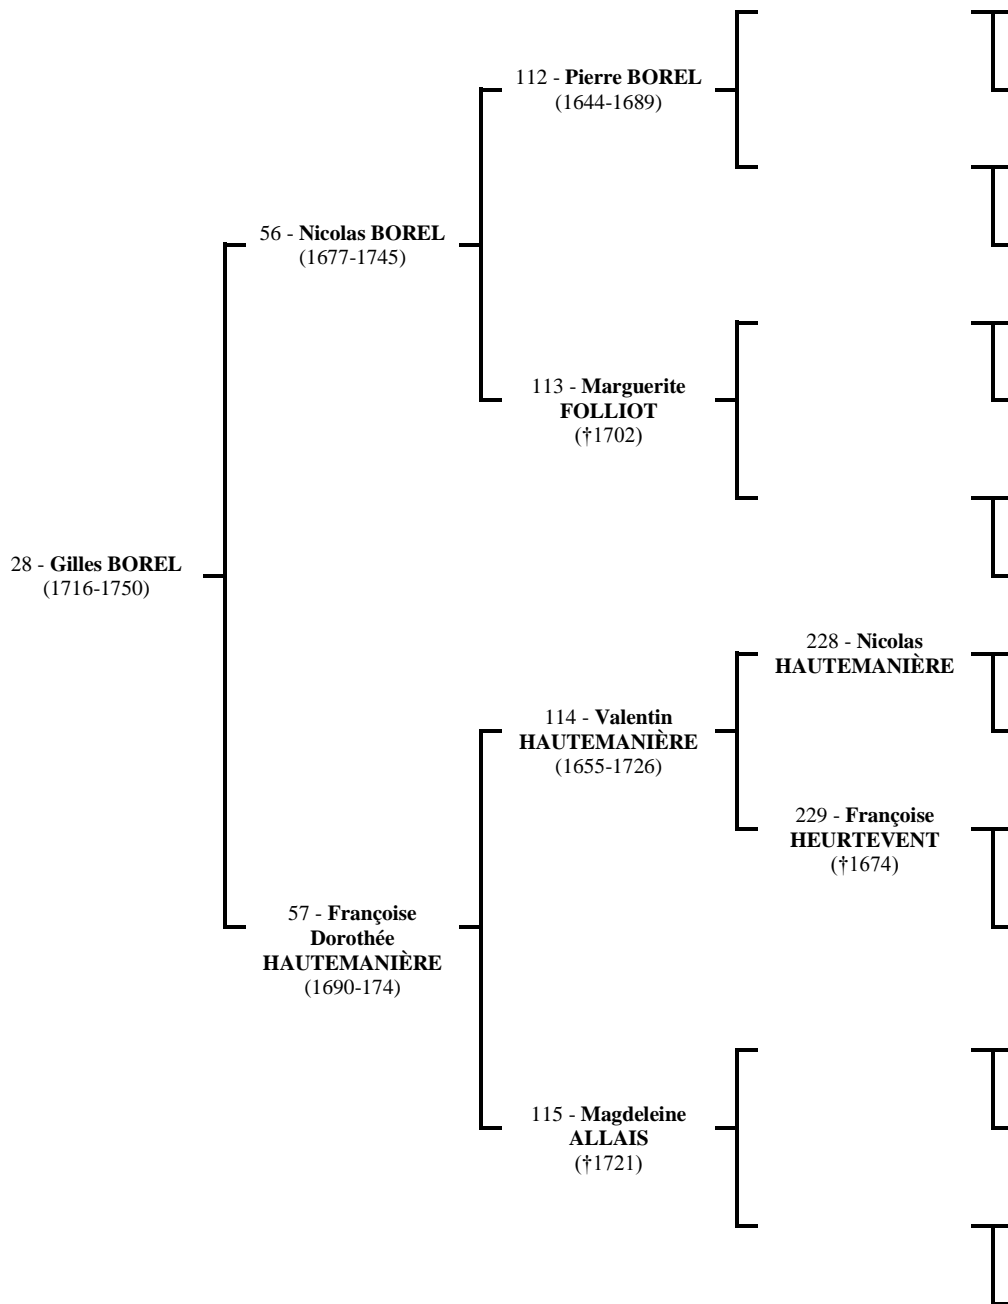 112 - Pierre BOREL
(1644-1689)
56 - Nicolas BOREL
(1677-1745)
113 - Marguerite
FOLLIOT
(†1702)
28 - Gilles BOREL
(1716-1750)
228 - Nicolas
HAUTEMANIÈRE
114 - Valentin
HAUTEMANIÈRE
(1655-1726)
229 - Françoise
HEURTEVENT
(†1674)
57 - Françoise
Dorothée
HAUTEMANIÈRE
(1690-174)
115 - Magdeleine
ALLAIS
(†1721)